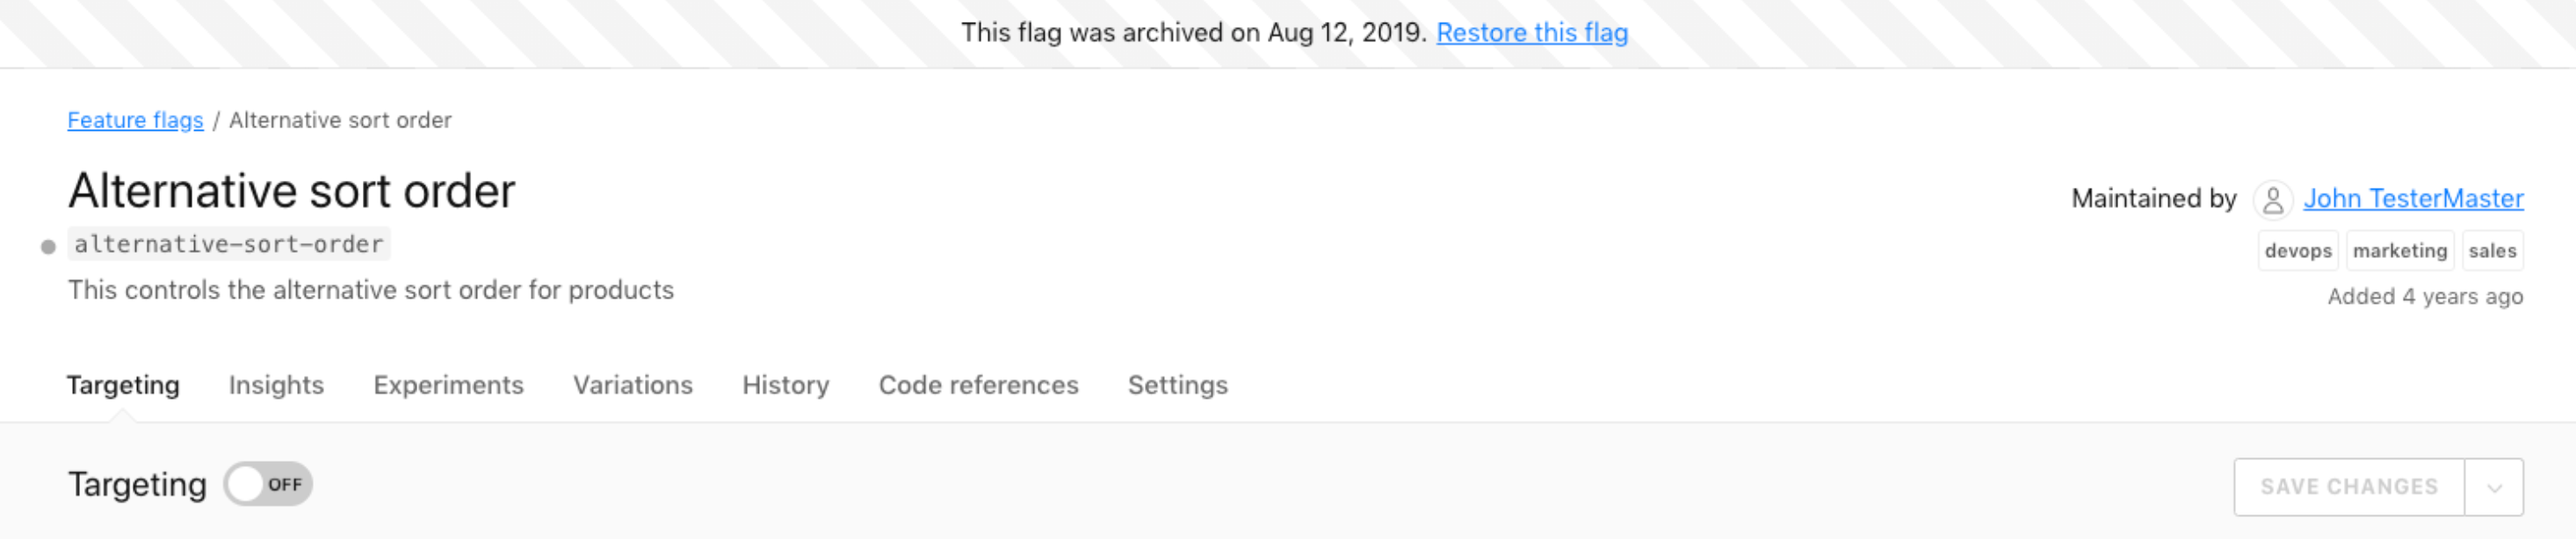 This flag was archived on Aug 12, 2019. Restore this flag
Feature flags / Alternative sort order
Alternative sort order
Maintained by John TesterMaster
alternative-sort-order
devops marketing sales
This controls the alternative sort order for products
Added 4 years ago
Targeting Insights Experiments Variations History Code references Settings
Targeting OFF SAVE CHANGES